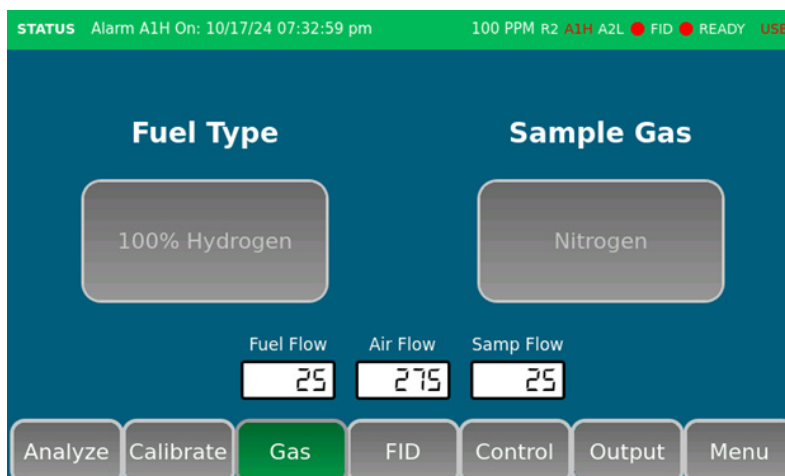 STATUS Alarm A1H On: 10/17/24 07:32:59 pm 100 PPM R2 A1H A2L FID READY USB
Fuel Type Sample Gas
100% Hydrogen Nitrogen
Fuel Flow Air Flow Samp Flow
25 275 25
Analyze Calibrate Gas FID Control Output Menu